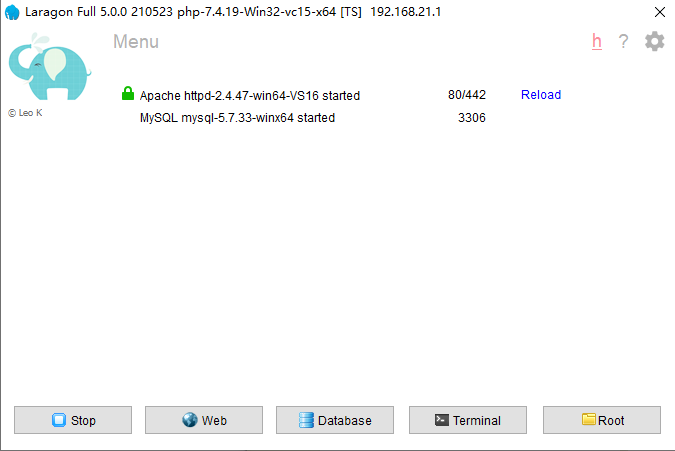 Laragon Full 5.0.0 210523 php-7.4.19-Win32-vc15-x64 [TS] 192.168.21.1
Menu h ?
© Leo K
Apache httpd-2.4.47-win64-VS16 started 80/442 Reload
MySQL mysql-5.7.33-winx64 started 3306
Stop Web Database Terminal Root